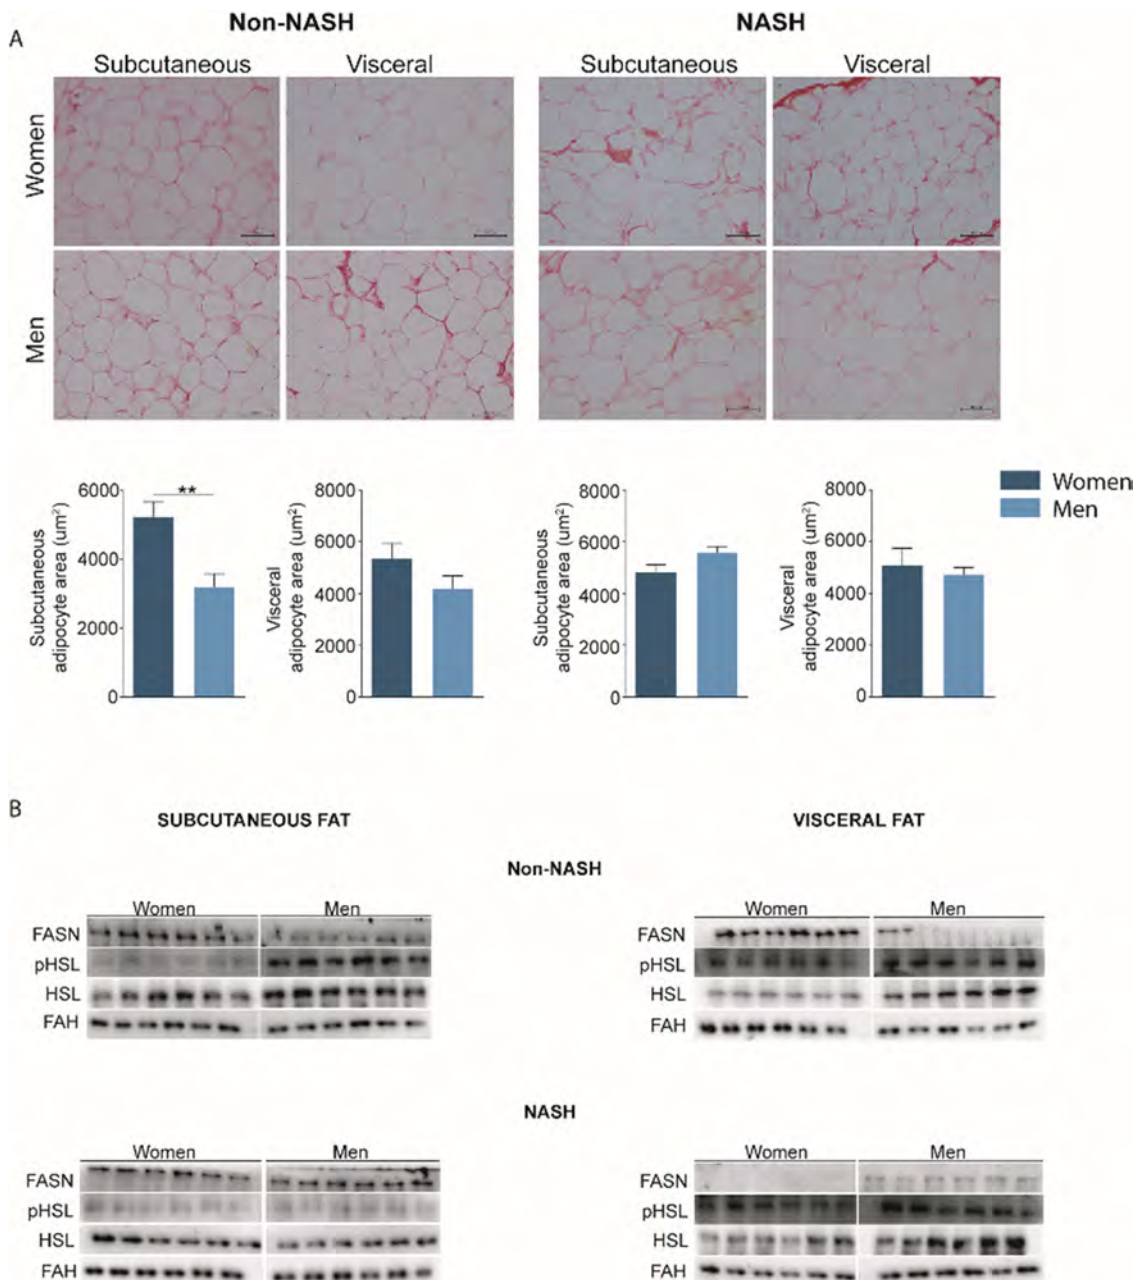 A
Non-NASH NASH
Subcutaneous Visceral Subcutaneous Visceral
Women
Men
Subcutaneous adipocyte area (um²)
6000
4000
2000
0
**
Visceral adipocyte area (um²)
8000
6000
4000
2000
0
Subcutaneous adipocyte area (um²)
8000
6000
4000
2000
0
Visceral adipocyte area (um²)
8000
6000
4000
2000
0
Women
Men
B
SUBCUTANEOUS FAT VISCERAL FAT
Non-NASH
Women Men Women Men
FASN FASN
pHSL pHSL
HSL HSL
FAH FAH
NASH
Women Men Women Men
FASN FASN
pHSL pHSL
HSL HSL
FAH FAH